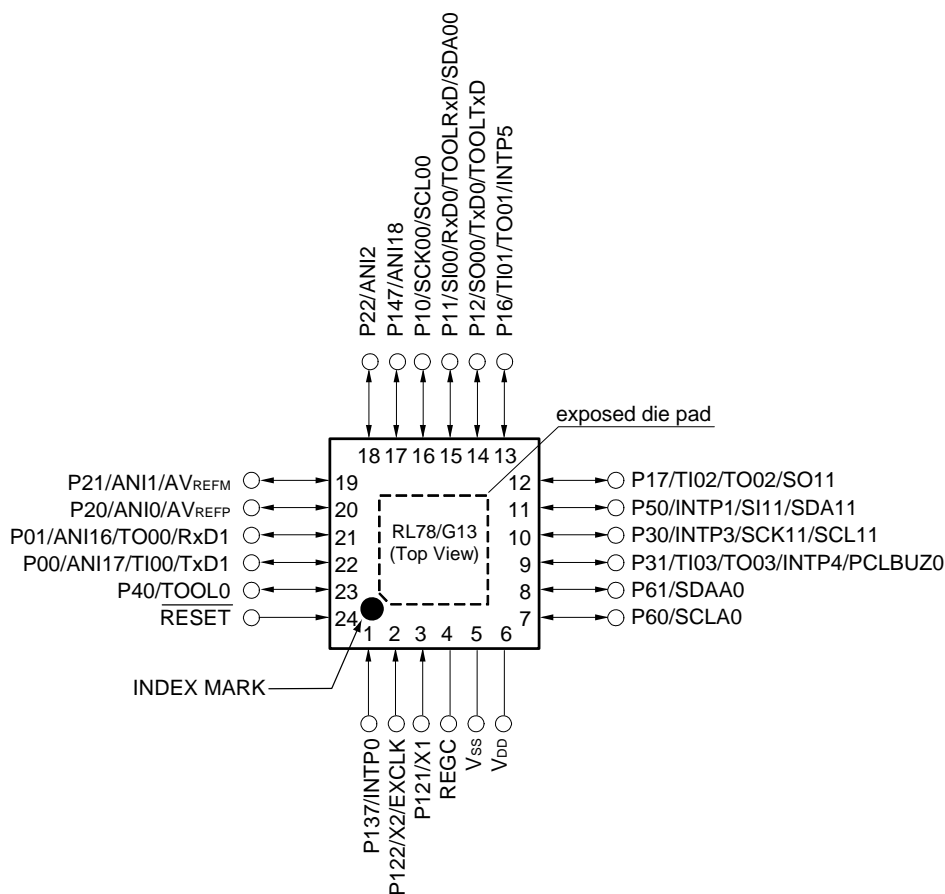 P22/ANI2
P147/ANI18
P10/SCK00/SCL00
P11/SI00/RxD0/TOOLRxD/SDA00
P12/SO00/TxD0/TOOLTxD
P16/TI01/TO01/INTP5
exposed die pad
18 17 16 15 14 13
P21/ANI1/AVREFM 19
P20/ANI0/AVREFP 20
P01/ANI16/TO00/RxD1 21
P00/ANI17/TI00/TxD1 22
P40/TOOL0 23
RESET 24
RL78/G13
(Top View)
12 P17/TI02/TO02/SO11
11 P50/INTP1/SI11/SDA11
10 P30/INTP3/SCK11/SCL11
9 P31/TI03/TO03/INTP4/PCLBUZ0
8 P61/SDAA0
7 P60/SCLA0
1 2 3 4 5 6
INDEX MARK
P137/INTP0
P122/X2/EXCLK
P121/X1
REGC
VSS
VDD